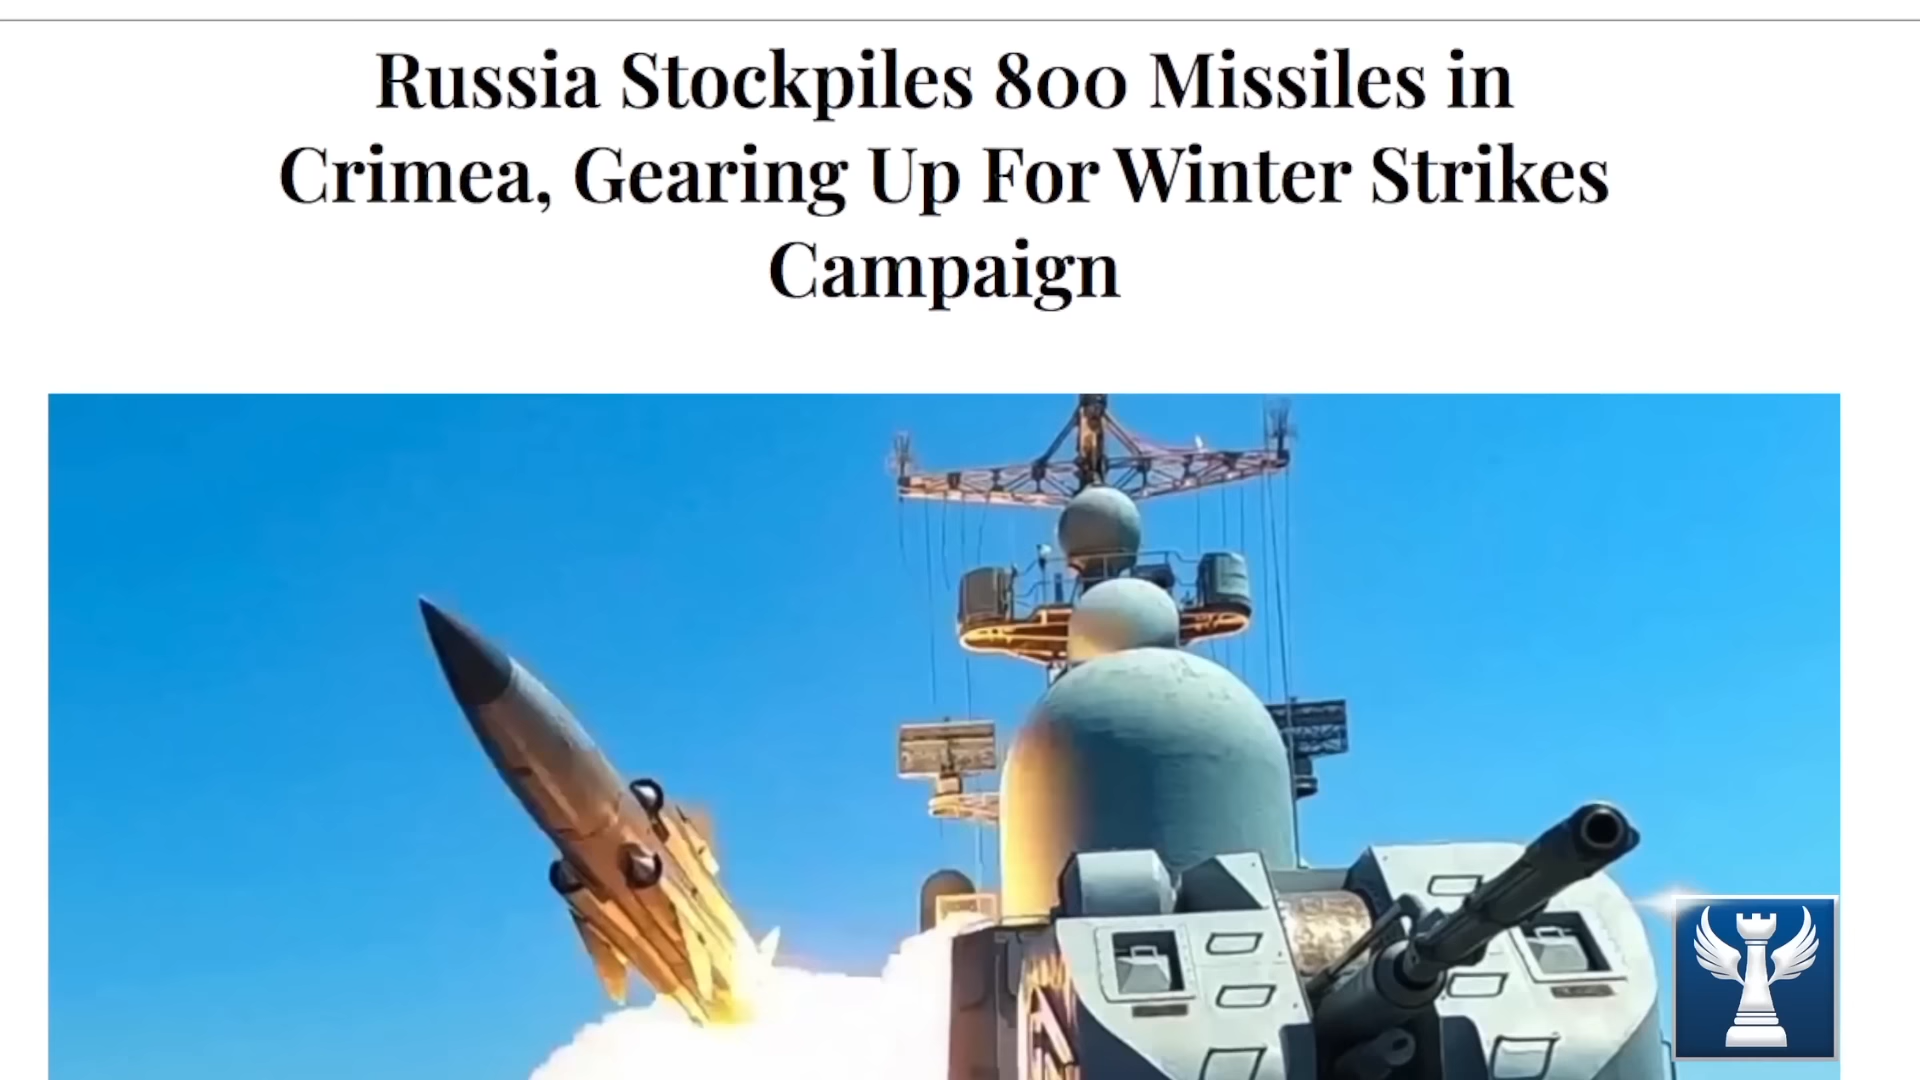 Russia Stockpiles 800 Missiles in
Crimea, Gearing Up For Winter Strikes
Campaign